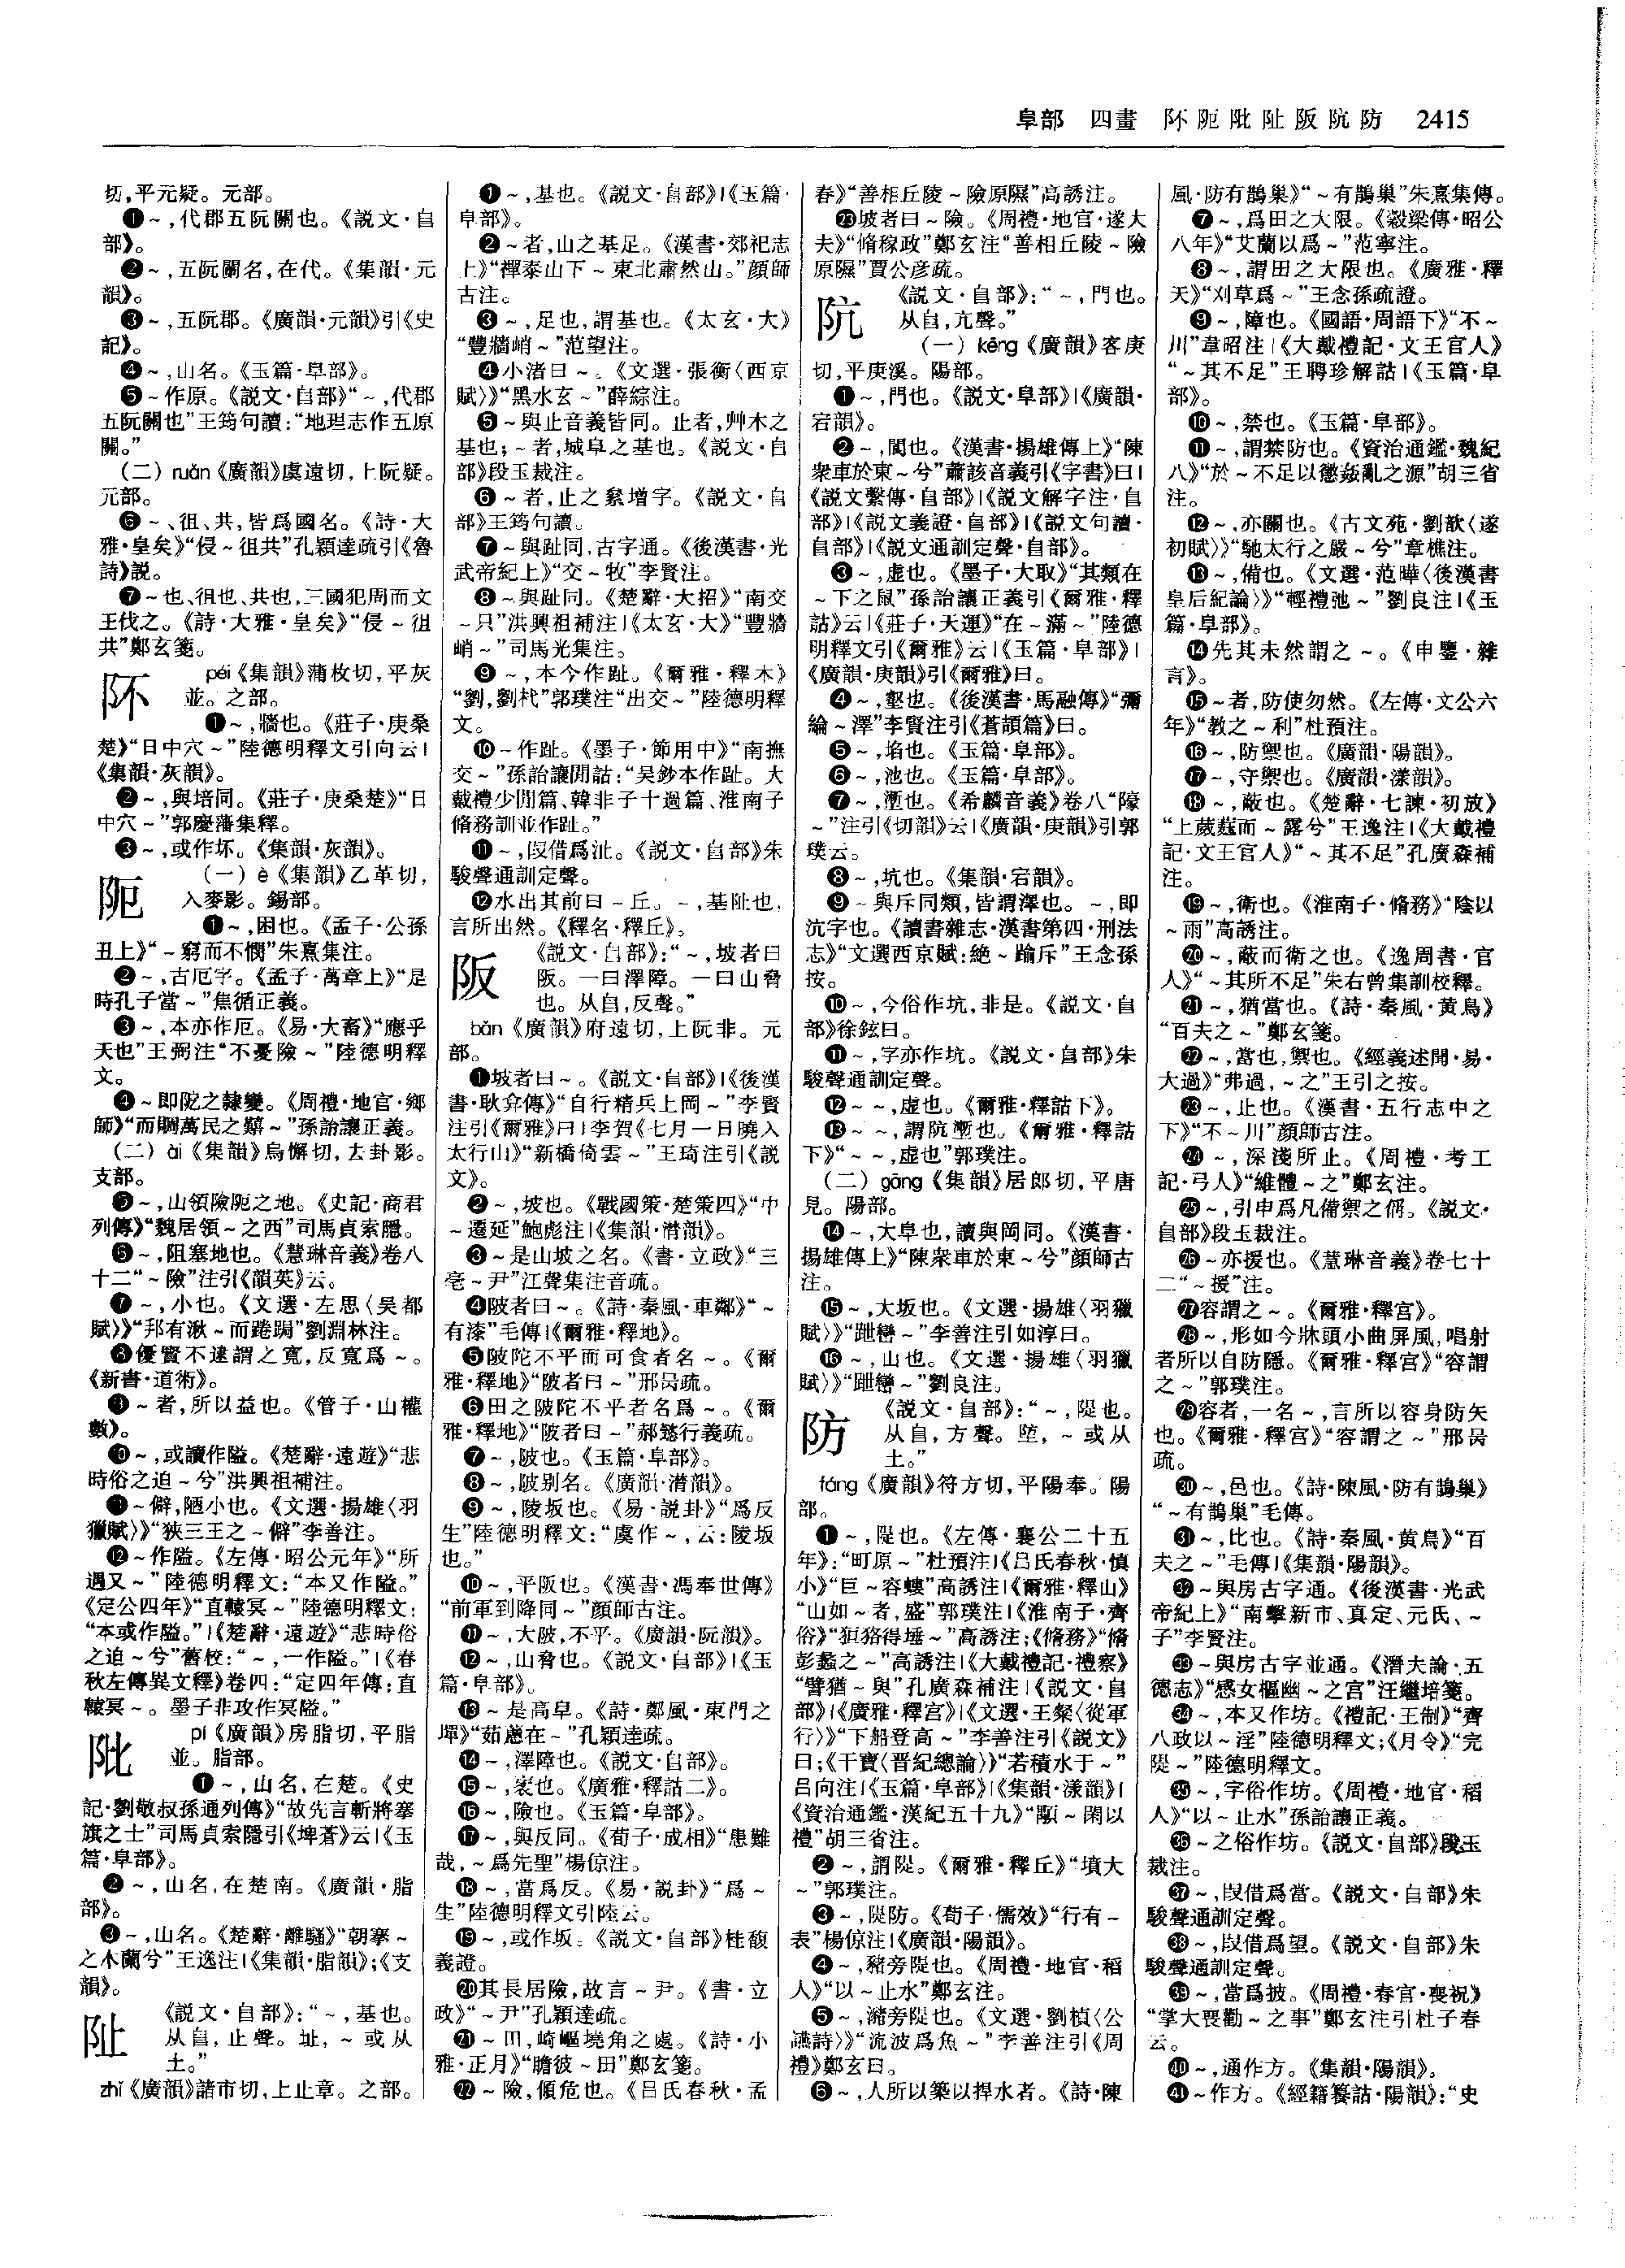 阜部　四畫　阫阨阰阯阪阬防　2415
切,平元疑。元部。
❶~,代郡五阮關也。《説文·𨸏
部》。
❷~,五阮關名,在代。《集韻·元
韻》。
❸~,五阮郡。《廣韻·元韻》引《史
記》。
❹~,山名。《玉篇·阜部》。
❺~作原。《説文·𨸏部》“~,代郡
五阮關也”王筠句讀:“地理志作五原
關。”
(二) ruǎn《廣韻》虞遠切,上阮疑。
元部。
❻~、徂、共,皆爲國名。《詩·大
雅·皇矣》“侵~徂共”孔穎達疏引《魯
詩》説。
❼~也、徂也、共也,三國犯周而文
王伐之。《詩·大雅·皇矣》“侵~徂
共”鄭玄箋。
阫
péi《集韻》蒲枚切,平灰
並。之部。
❶~,牆也。《莊子·庚桑
楚》“日中穴~”陸德明釋文引向云|
《集韻·灰韻》。
❷~,與培同。《莊子·庚桑楚》“日
中穴~”郭慶藩集釋。
❸~,或作坏。《集韻·灰韻》。
阨
(一) è《集韻》乙革切,
入麥影。錫部。
❶~,困也。《孟子·公孫
丑上》“~窮而不憫”朱熹集注。
❷~,古厄字。《孟子·萬章上》“是
時孔子當~”焦循正義。
❸~,本亦作厄。《易·大畜》“應乎
天也”王弼注“不憂險~”陸德明釋
文。
❹~即阸之隸變。《周禮·地官·鄉
師》“而賙萬民之囏~”孫詒讓正義。
(二) ài《集韻》烏懈切,去卦影。
支部。
❺~,山領險阸之地。《史記·商君
列傳》“魏居領~之西”司馬貞索隱。
❻~,阻塞地也。《慧琳音義》卷八
十二“~險”注引《韻英》云。
❼~,小也。《文選·左思〈吴都
賦〉》“邦有湫~而踡跼”劉淵林注。
❽優賢不逮謂之寬,反寬爲~。
《新書·道術》。
❾~者,所以益也。《管子·山權
數》。
❿~,或讀作隘。《楚辭·遠遊》“悲
時俗之迫~兮”洪興祖補注。
⓫~僻,陋小也。《文選·揚雄〈羽
獵賦〉》“狹三王之~僻”李善注。
⓬~作隘。《左傳·昭公元年》“所
遇又~”陸德明釋文:“本又作隘。”
《定公四年》“直轅冥~”陸德明釋文:
“本或作隘。”|《楚辭·遠遊》“悲時俗
之迫~兮”舊校:“~,一作隘。”|《春
秋左傳異文釋》卷四:“定四年傳:直
轅冥~。墨子非攻作冥隘。”
阰
pí《廣韻》房脂切,平脂
並。脂部。
❶~,山名,在楚。《史
記·劉敬叔孫通列傳》“故先言斬將搴
旗之士”司馬貞索隱引《埤蒼》云|《玉
篇·阜部》。
❷~,山名,在楚南。《廣韻·脂
部》。
❸~,山名。《楚辭·離騷》“朝搴~
之木蘭兮”王逸注|《集韻·脂韻》;《支
韻》。
阯
《説文·𨸏部》:“~,基也。
从𨸏,止聲。址,~或从
土。”
zhǐ《廣韻》諸市切,上止章。之部。
❶~,基也。《説文·𨸏部》|《玉篇·
阜部》。
❷~者,山之基足。《漢書·郊祀志
上》“禪泰山下~東北肅然山。”顔師
古注。
❸~,足也,謂基也。《太玄·大》
“豐牆峭~”范望注。
❹小渚曰~。《文選·張衡〈西京
賦〉》“黑水玄~”薛綜注。
❺~與止音義皆同。止者,艸木之
基也;~者,城阜之基也。《説文·𨸏
部》段玉裁注。
❻~者,止之絫增字。《説文·𨸏
部》王筠句讀。
❼~與趾同,古字通。《後漢書·光
武帝紀上》“交~牧”李賢注。
❽~與趾同。《楚辭·大招》“南交
~只”洪興祖補注|《太玄·大》“豐牆
峭~”司馬光集注。
❾~,本今作趾。《爾雅·釋木》
“劉,劉杙”郭璞注“出交~”陸德明釋
文。
❿~作趾。《墨子·節用中》“南撫
交~”孫詒讓閒詁:“吴鈔本作趾。大
戴禮少閒篇、韓非子十過篇、淮南子
脩務訓並作趾。”
⓫~,叚借爲沚。《説文·𨸏部》朱
駿聲通訓定聲。
⓬水出其前曰~丘。~,基阯也,
言所出然。《釋名·釋丘》。
阪
《説文·𨸏部》:“~,坡者曰
阪。一曰澤障。一曰山脅
也。从𨸏,反聲。”
bǎn《廣韻》府遠切,上阮非。元
部。
❶坡者曰~。《説文·𨸏部》|《後漢
書·耿弇傳》“自行精兵上岡~”李賢
注引《爾雅》曰|李賀《七月一日曉入
太行山》“新橋倚雲~”王琦注引《説
文》。
❷~,坡也。《戰國策·楚策四》“中
~遷延”鮑彪注|《集韻·潸韻》。
❸~是山坡之名。《書·立政》“三
亳~尹”江聲集注音疏。
❹陂者曰~。《詩·秦風·車鄰》“~
有漆”毛傳|《爾雅·釋地》。
❺陂陀不平而可食者名~。《爾
雅·釋地》“陂者曰~”邢昺疏。
❻田之陂陀不平者名爲~。《爾
雅·釋地》“陂者曰~”郝懿行義疏。
❼~,陂也。《玉篇·阜部》。
❽~,陂别名。《廣韻·潸韻》。
❾~,陵坂也。《易·説卦》“爲反
生”陸德明釋文:“虞作~,云:陵坂
也。”
❿~,平阪也。《漢書·馮奉世傳》
“前軍到降同~”顔師古注。
⓫~,大陂,不平。《廣韻·阮韻》。
⓬~,山脅也。《説文·𨸏部》|《玉
篇·阜部》。
⓭~是高阜。《詩·鄭風·東門之
墠》“茹藘在~”孔穎達疏。
⓮~,澤障也。《説文·𨸏部》。
⓯~,衺也。《廣雅·釋詁二》。
⓰~,險也。《玉篇·阜部》。
⓱~,與反同。《荀子·成相》“患難
哉,~爲先聖”楊倞注。
⓲~,當爲反。《易·説卦》“爲~
生”陸德明釋文引陸云。
⓳~,或作坂。《説文·𨸏部》桂馥
義證。
⓴其長居險,故言~尹。《書·立
政》“~尹”孔穎達疏。
㉑~田,崎嶇墝角之處。《詩·小
雅·正月》“瞻彼~田”鄭玄箋。
㉒~險,傾危也。《吕氏春秋·孟
春》“善相丘陵~險原隰”高誘注。
㉓坡者曰~險。《周禮·地官·遂大
夫》“脩稼政”鄭玄注“善相丘陵~險
原隰”賈公彦疏。
阬
《説文·𨸏部》:“~,門也。
从𨸏,亢聲。”
(一) kēng《廣韻》客庚
切,平庚溪。陽部。
❶~,門也。《説文·阜部》|《廣韻·
宕韻》。
❷~,閬也。《漢書·揚雄傳上》“陳
衆車於東~兮”蕭該音義引《字書》曰|
《説文繫傳·𨸏部》|《説文解字注·𨸏
部》|《説文義證·𨸏部》|《説文句讀·
𨸏部》|《説文通訓定聲·𨸏部》。
❸~,虚也。《墨子·大取》“其類在
~下之鼠”孫詒讓正義引《爾雅·釋
詁》云|《莊子·天運》“在~滿~”陸德
明釋文引《爾雅》云|《玉篇·阜部》|
《廣韻·庚韻》引《爾雅》曰。
❹~,壑也。《後漢書·馬融傳》“彌
綸~澤”李賢注引《蒼頡篇》曰。
❺~,埳也。《玉篇·阜部》。
❻~,池也。《玉篇·阜部》。
❼~,壍也。《希麟音義》卷八“隍
~”注引《切韻》云|《廣韻·庚韻》引郭
璞云。
❽~,坑也。《集韻·宕韻》。
❾~與斥同類,皆謂澤也。~,即
沆字也。《讀書雜志·漢書第四·刑法
志》“文選西京賦:絶~踰斥”王念孫
按。
❿~,今俗作坑,非是。《説文·𨸏
部》徐鉉曰。
⓫~,字亦作坑。《説文·𨸏部》朱
駿聲通訓定聲。
⓬~~,虚也。《爾雅·釋詁下》。
⓭~~,謂阬壍也。《爾雅·釋詁
下》“~~,虚也”郭璞注。
(二) gāng《集韻》居郎切,平唐
見。陽部。
⓮~,大阜也,讀與岡同。《漢書·
揚雄傳上》“陳衆車於東~兮”顔師古
注。
⓯~,大坂也。《文選·揚雄〈羽獵
賦〉》“跇巒~”李善注引如淳曰。
⓰~,山也。《文選·揚雄〈羽獵
賦〉》“跇巒~”劉良注。
防
《説文·𨸏部》:“~,隄也。
从𨸏,方聲。埅,~或从
土。”
fáng《廣韻》符方切,平陽奉。陽
部。
❶~,隄也。《左傳·襄公二十五
年》:“町原~”杜預注|《吕氏春秋·慎
小》“巨~容螻”高誘注|《爾雅·釋山》
“山如~者,盛”郭璞注|《淮南子·齊
俗》“狟狢得埵~”高誘注;《脩務》“脩
彭蠡之~”高誘注|《大戴禮記·禮察》
“譬猶~與”孔廣森補注|《説文·𨸏
部》|《廣雅·釋宫》|《文選·王粲〈從軍
行〉》“下船登高~”李善注引《説文》
曰;《干寶〈晋紀總論〉》“若積水于~”
吕向注|《玉篇·阜部》|《集韻·漾韻》|
《資治通鑑·漢紀五十九》“顒~閑以
禮”胡三省注。
❷~,謂隄。《爾雅·釋丘》“墳大
~”郭璞注。
❸~,隄防。《荀子·儒效》“行有~
表”楊倞注|《廣韻·陽韻》。
❹~,豬旁隄也。《周禮·地官·稻
人》“以~止水”鄭玄注。
❺~,瀦旁隄也。《文選·劉楨〈公
讌詩〉》“流波爲魚~”李善注引《周
禮》鄭玄曰。
❻~,人所以築以捍水者。《詩·陳
風·防有鵲巢》“~有鵲巢”朱熹集傳。
❼~,爲田之大限。《穀梁傳·昭公
八年》“艾蘭以爲~”范寧注。
❽~,謂田之大限也。《廣雅·釋
天》“刈草爲~”王念孫疏證。
❾~,障也。《國語·周語下》“不~
川”韋昭注|《大戴禮記·文王官人》
“~其不足”王聘珍解詁|《玉篇·阜
部》。
❿~,禁也。《玉篇·阜部》。
⓫~,謂禁防也。《資治通鑑·魏紀
八》“於~不足以懲姦亂之源”胡三省
注。
⓬~,亦關也。《古文苑·劉歆〈遂
初賦〉》“馳太行之嚴~兮”章樵注。
⓭~,備也。《文選·范曄〈後漢書
皇后紀論〉》“輕禮弛~”劉良注|《玉
篇·阜部》。
⓮先其未然謂之~。《申鑒·雜
言》。
⓯~者,防使勿然。《左傳·文公六
年》“教之~利”杜預注。
⓰~,防禦也。《廣韻·陽韻》。
⓱~,守禦也。《廣韻·漾韻》。
⓲~,蔽也。《楚辭·七諫·初放》
“上葳蕤而~露兮”王逸注|《大戴禮
記·文王官人》“~其不足”孔廣森補
注。
⓳~,衛也。《淮南子·脩務》“陰以
~雨”高誘注。
⓴~,蔽而衛之也。《逸周書·官
人》“~其所不足”朱右曾集訓校釋。
㉑~,猶當也。《詩·秦風·黄鳥》
“百夫之~”鄭玄箋。
㉒~,當也,禦也。《經義述聞·易·
大過》“弗過,~之”王引之按。
㉓~,止也。《漢書·五行志中之
下》“不~川”顔師古注。
㉔~,深淺所止。《周禮·考工
記·弓人》“維體~之”鄭玄注。
㉕~,引申爲凡備禦之偁。《説文·
𨸏部》段玉裁注。
㉖~亦援也。《慧琳音義》卷七十
二“~援”注。
㉗容謂之~。《爾雅·釋宫》。
㉘~,形如今牀頭小曲屏風,唱射
者所以自防隱。《爾雅·釋宫》“容謂
之~”郭璞注。
㉙容者,一名~,言所以容身防矢
也。《爾雅·釋宫》“容謂之~”邢昺
疏。
㉚~,邑也。《詩·陳風·防有鵲巢》
“~有鵲巢”毛傳。
㉛~,比也。《詩·秦風·黄鳥》“百
夫之~”毛傳|《集韻·陽韻》。
㉜~與房古字通。《後漢書·光武
帝紀上》“南擊新市、真定、元氏、~
子”李賢注。
㉝~與房古字並通。《潛夫論·五
德志》“感女樞幽~之宫”汪繼培箋。
㉞~,本又作坊。《禮記·王制》“齊
八政以~淫”陸德明釋文;《月令》“完
隄~”陸德明釋文。
㉟~,字俗作坊。《周禮·地官·稻
人》“以~止水”孫詒讓正義。
㊱~之俗作坊。《説文·𨸏部》段玉
裁注。
㊲~,叚借爲當。《説文·𨸏部》朱
駿聲通訓定聲。
㊳~,叚借爲望。《説文·𨸏部》朱
駿聲通訓定聲。
㊴~,當爲披。《周禮·春官·喪祝》
“掌大喪勸~之事”鄭玄注引杜子春
云。
㊵~,通作方。《集韻·陽韻》。
㊶~作方。《經籍籑詁·陽韻》:“史